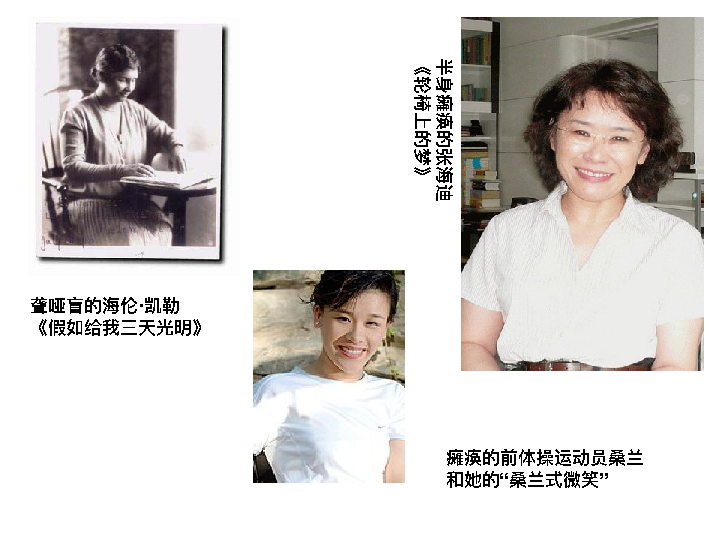 半身瘫痪的张海迪
《轮椅上的梦》
聋哑盲的海伦·凯勒
《假如给我三天光明》
瘫痪的前体操运动员桑兰
和她的“桑兰式微笑”